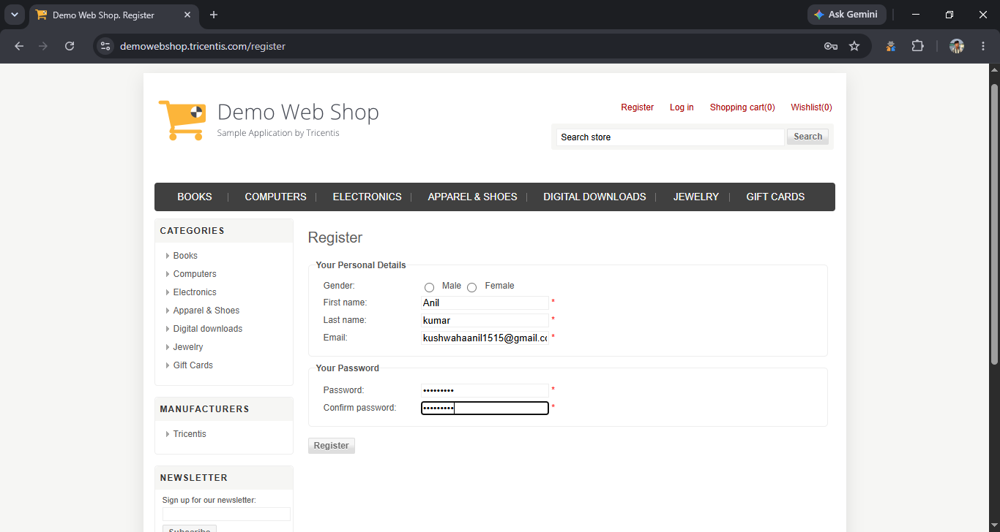 Demo Web Shop. Register
Ask Gemini
demowebshop.tricentis.com/register
Demo Web Shop
Sample Application by Tricentis
Register Log in Shopping cart(0) Wishlist(0)
Search store Search
BOOKS COMPUTERS ELECTRONICS APPAREL & SHOES DIGITAL DOWNLOADS JEWELRY GIFT CARDS
CATEGORIES
Books
Computers
Electronics
Apparel & Shoes
Digital downloads
Jewelry
Gift Cards
MANUFACTURERS
Tricentis
NEWSLETTER
Sign up for our newsletter:
Subscribe
Register
Your Personal Details
Gender: Male Female
First name: Anil *
Last name: kumar *
Email: kushwahaanil1515@gmail.co *
Your Password
Password: ••••••••• *
Confirm password: ••••••••• *
Register